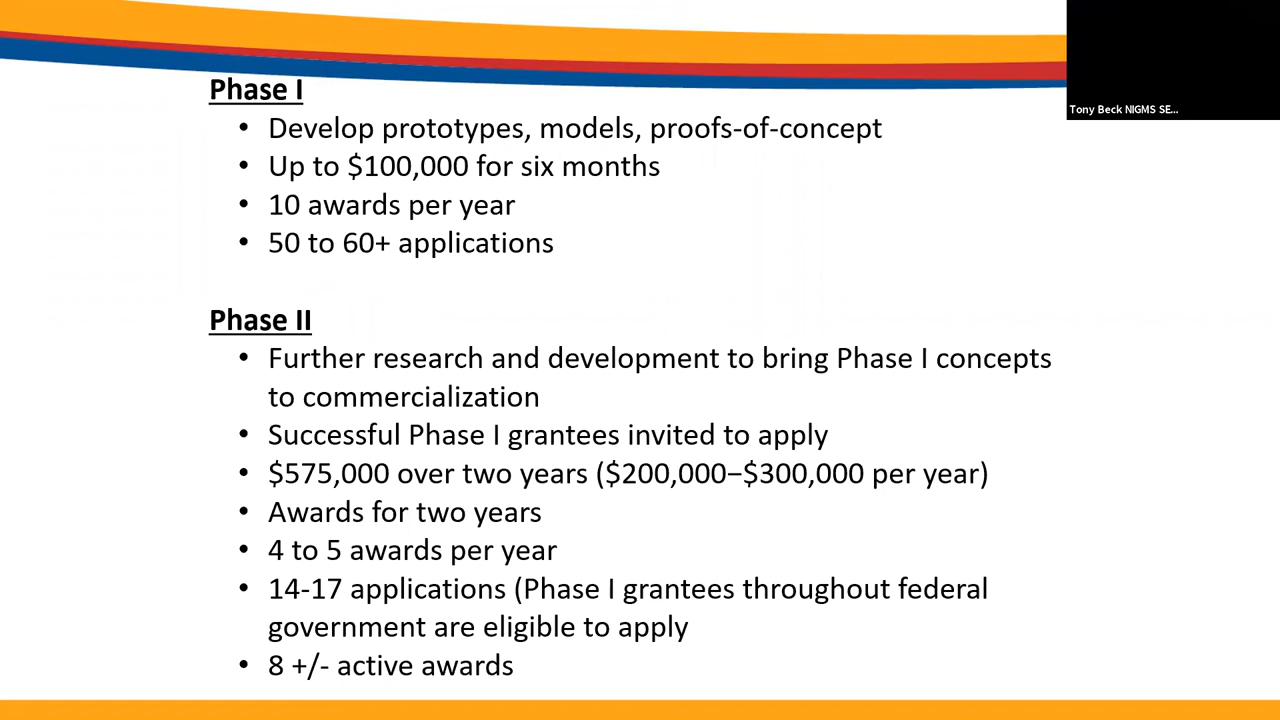 Tony Beck NIGMS SE...
Phase I
• Develop prototypes, models, proofs-of-concept
• Up to $100,000 for six months
• 10 awards per year
• 50 to 60+ applications
Phase II
• Further research and development to bring Phase I concepts
to commercialization
• Successful Phase I grantees invited to apply
• $575,000 over two years ($200,000–$300,000 per year)
• Awards for two years
• 4 to 5 awards per year
• 14-17 applications (Phase I grantees throughout federal
government are eligible to apply
• 8 +/- active awards